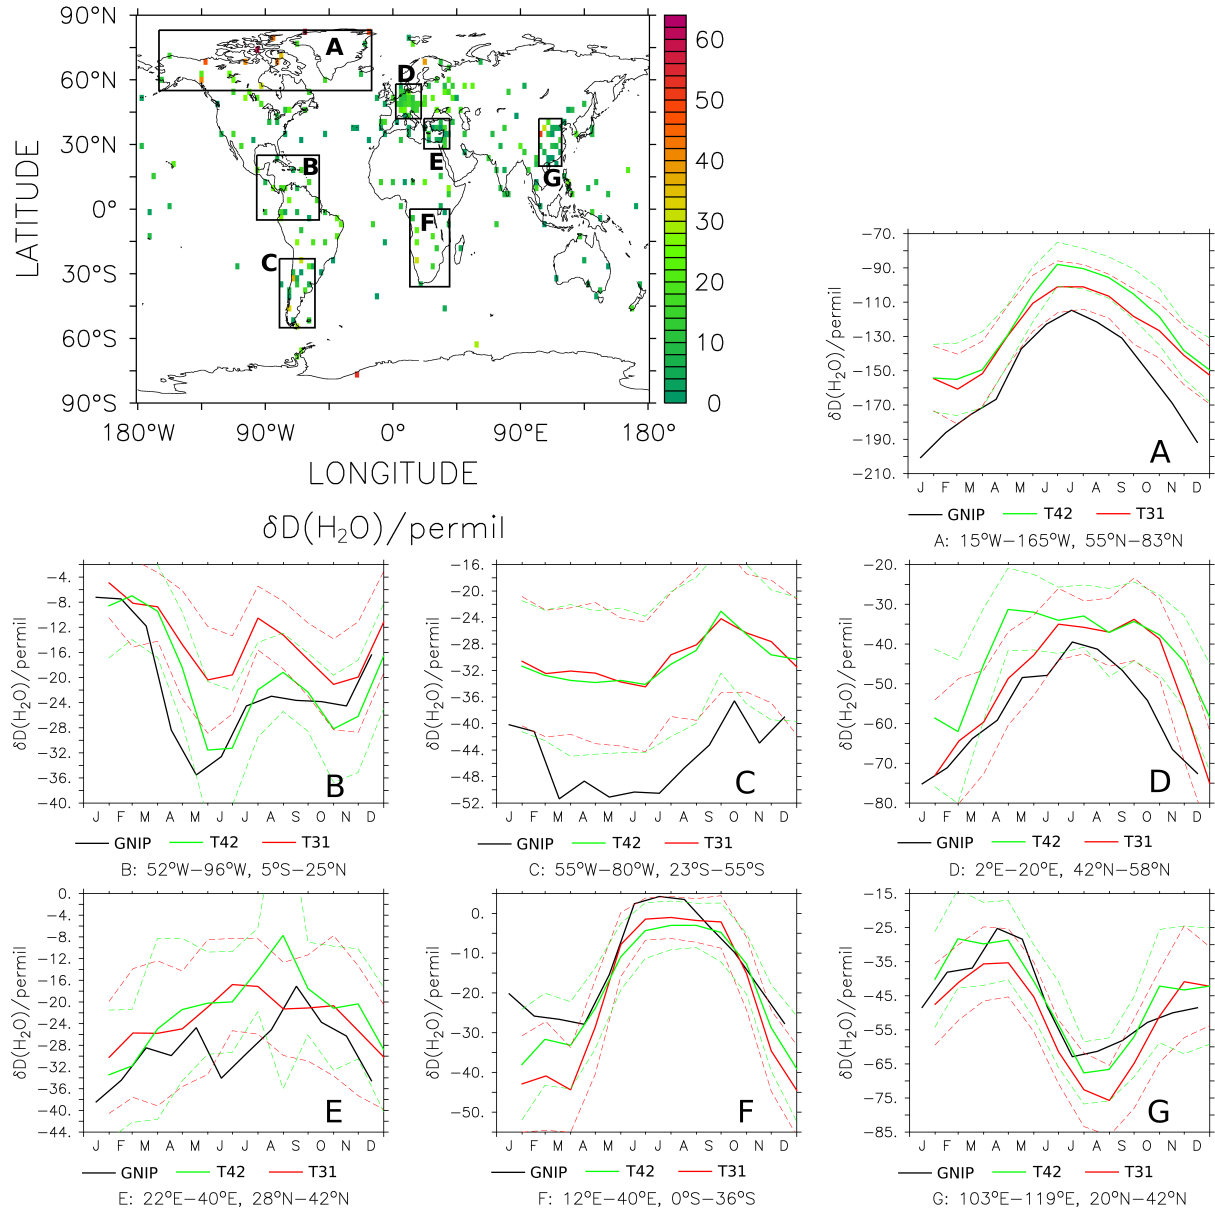 90°N
60°N
30°N
0°
30°S
60°S
90°S
LATITUDE
180°W 90°W 0° 90°E 180°
LONGITUDE
A
B
C
D
E
F
G
60
50
40
30
20
10
0
δD(H₂O)/permil
δD(H₂O)/permil
−70.
−90.
−110.
−130.
−150.
−170.
−190.
−210.
A
J F M A M J J A S O N D
GNIP T42 T31
A: 15°W−165°W, 55°N−83°N
δD(H₂O)/permil
−4.
−8.
−12.
−16.
−20.
−24.
−28.
−32.
−36.
−40.
B
J F M A M J J A S O N D
GNIP T42 T31
B: 52°W−96°W, 5°S−25°N
δD(H₂O)/permil
−16.
−20.
−24.
−28.
−32.
−36.
−40.
−44.
−48.
−52.
C
J F M A M J J A S O N D
GNIP T42 T31
C: 55°W−80°W, 23°S−55°S
δD(H₂O)/permil
−20.
−30.
−40.
−50.
−60.
−70.
−80.
D
J F M A M J J A S O N D
GNIP T42 T31
D: 2°E−20°E, 42°N−58°N
δD(H₂O)/permil
0.
−4.
−8.
−12.
−16.
−20.
−24.
−28.
−32.
−36.
−40.
−44.
E
J F M A M J J A S O N D
GNIP T42 T31
E: 22°E−40°E, 28°N−42°N
δD(H₂O)/permil
0.
−10.
−20.
−30.
−40.
−50.
F
J F M A M J J A S O N D
GNIP T42 T31
F: 12°E−40°E, 0°S−36°S
δD(H₂O)/permil
−15.
−25.
−35.
−45.
−55.
−65.
−75.
−85.
G
J F M A M J J A S O N D
GNIP T42 T31
G: 103°E−119°E, 20°N−42°N